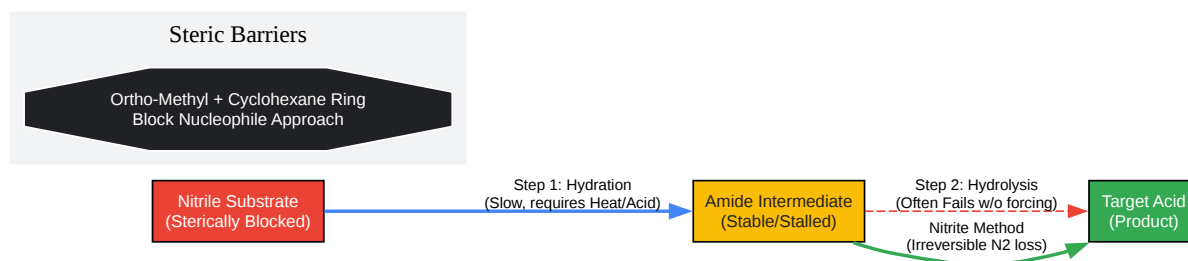 Steric Barriers
Ortho-Methyl + Cyclohexane Ring
Block Nucleophile Approach
Nitrile Substrate
(Sterically Blocked)
Step 1: Hydration
(Slow, requires Heat/Acid)
Amide Intermediate
(Stable/Stalled)
Step 2: Hydrolysis
(Often Fails w/o forcing)
Nitrite Method
(Irreversible N2 loss)
Target Acid
(Product)